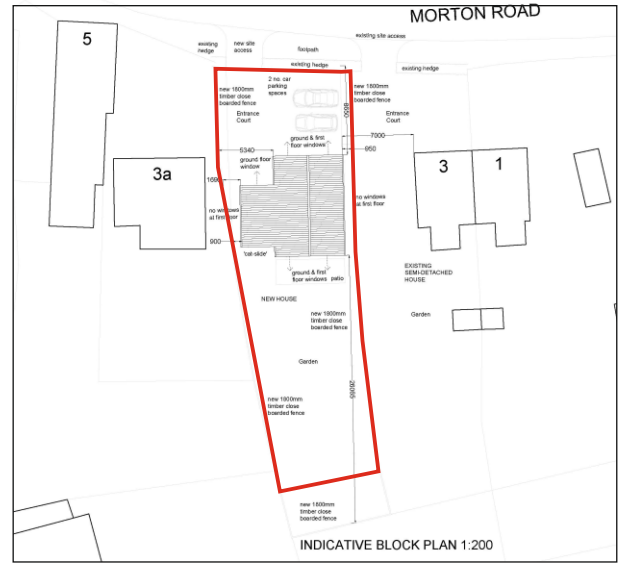 MORTON ROAD
5
existing
hedge
new site
access
footpath
existing site access
existing hedge
existing hedge
2 no. car
parking
spaces
new 1800mm
timber close
boarded fence
new 1800mm
timber close
boarded fence
Entrance
Court
Entrance
Court
8650
ground & first
floor windows
7000
950
5340
ground floor
window
3a
3
1
no windows
at first floor
no windows
at first floor
900
'cat-slide'
ground & first
floor windows
patio
EXISTING
SEMI-DETACHED
HOUSE
NEW HOUSE
new 1800mm
timber close
boarded fence
Garden
Garden
new 1800mm
timber close
boarded fence
new 1800mm
timber close
boarded fence
INDICATIVE BLOCK PLAN 1:200